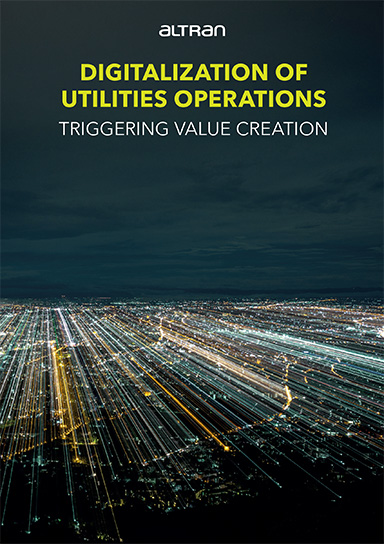 ALTRAN
DIGITALIZATION OF
UTILITIES OPERATIONS
TRIGGERING VALUE CREATION